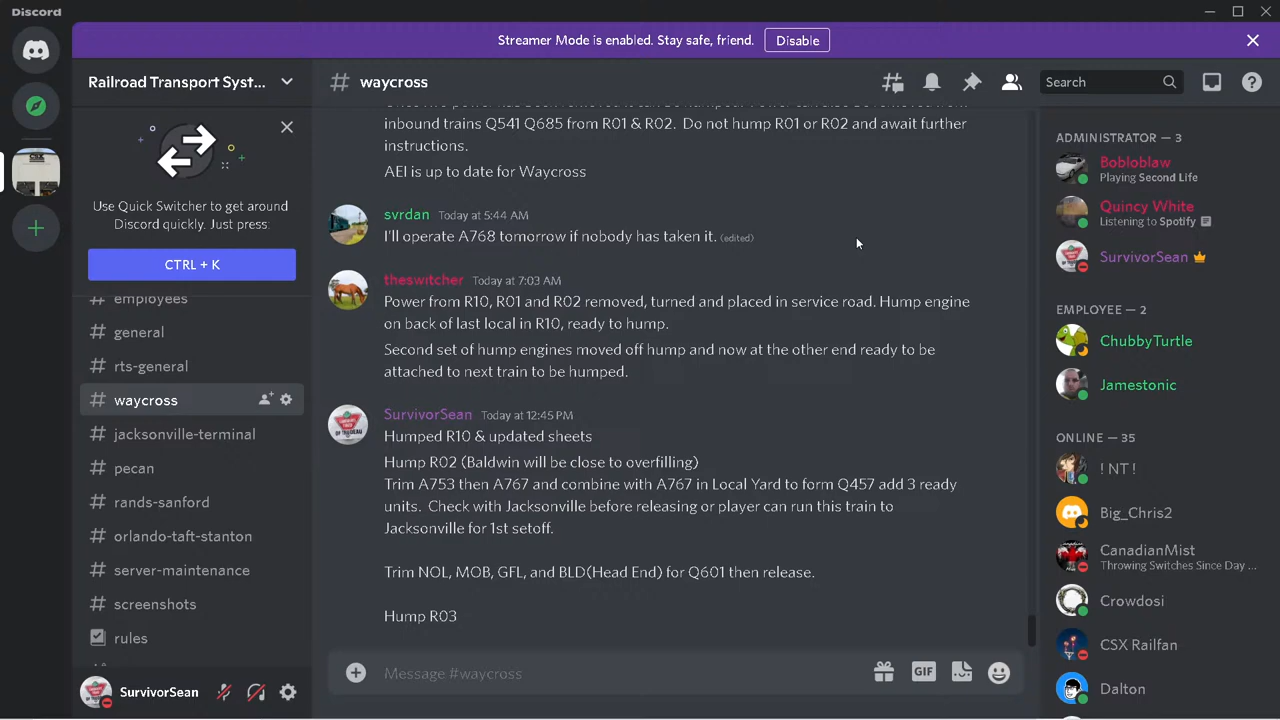 Discord
Streamer Mode is enabled. Stay safe, friend.
Disable
Railroad Transport Syst...
waycross
Search
Use Quick Switcher to get around
Discord quickly. Just press:
CTRL + K
employees
general
rts-general
waycross
jacksonville-terminal
pecan
rands-sanford
orlando-taft-stanton
server-maintenance
screenshots
rules
SurvivorSean
inbound trains Q541 Q685 from R01 & R02. Do not hump R01 or R02 and await further
instructions.
AEI is up to date for Waycross
svrdan Today at 5:44 AM
I'll operate A768 tomorrow if nobody has taken it. (edited)
theswitcher Today at 7:03 AM
Power from R10, R01 and R02 removed, turned and placed in service road. Hump engine
on back of last local in R10, ready to hump.
Second set of hump engines moved off hump and now at the other end ready to be
attached to next train to be humped.
SurvivorSean Today at 12:45 PM
Humped R10 & updated sheets
Hump R02 (Baldwin will be close to overfilling)
Trim A753 then A767 and combine with A767 in Local Yard to form Q457 add 3 ready
units. Check with Jacksonville before releasing or player can run this train to
Jacksonville for 1st setoff.
Trim NOL, MOB, GFL, and BLD(Head End) for Q601 then release.
Hump R03
Message #waycross
GIF
ADMINISTRATOR — 3
Bobloblaw
Playing Second Life
Quincy White
Listening to Spotify
SurvivorSean
EMPLOYEE — 2
ChubbyTurtle
Jamestonic
ONLINE — 35
! NT !
Big_Chris2
CanadianMist
Throwing Switches Since Day ...
Crowdosi
CSX Railfan
Dalton